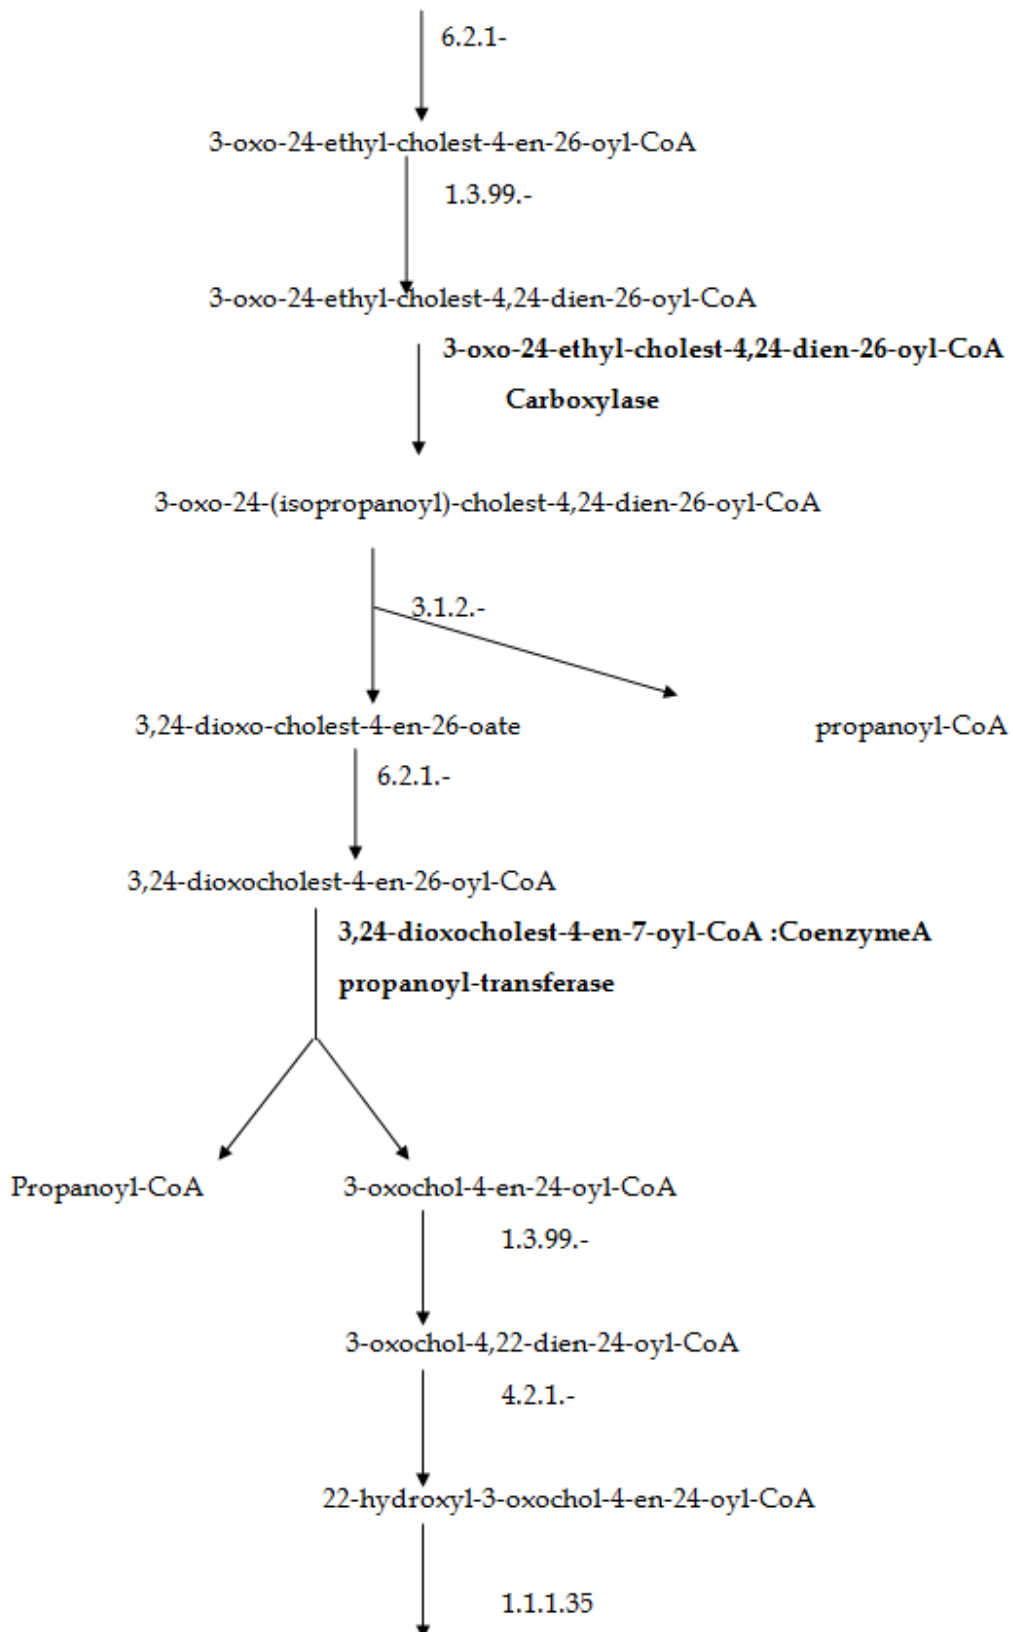 6.2.1-
3-oxo-24-ethyl-cholest-4-en-26-oyl-CoA
1.3.99.-
3-oxo-24-ethyl-cholest-4,24-dien-26-oyl-CoA
3-oxo-24-ethyl-cholest-4,24-dien-26-oyl-CoA
Carboxylase
3-oxo-24-(isopropanoyl)-cholest-4,24-dien-26-oyl-CoA
3.1.2.-
3,24-dioxo-cholest-4-en-26-oate
propanoyl-CoA
6.2.1.-
3,24-dioxocholest-4-en-26-oyl-CoA
3,24-dioxocholest-4-en-7-oyl-CoA :CoenzymeA
propanoyl-transferase
Propanoyl-CoA
3-oxochol-4-en-24-oyl-CoA
1.3.99.-
3-oxochol-4,22-dien-24-oyl-CoA
4.2.1.-
22-hydroxyl-3-oxochol-4-en-24-oyl-CoA
1.1.1.35